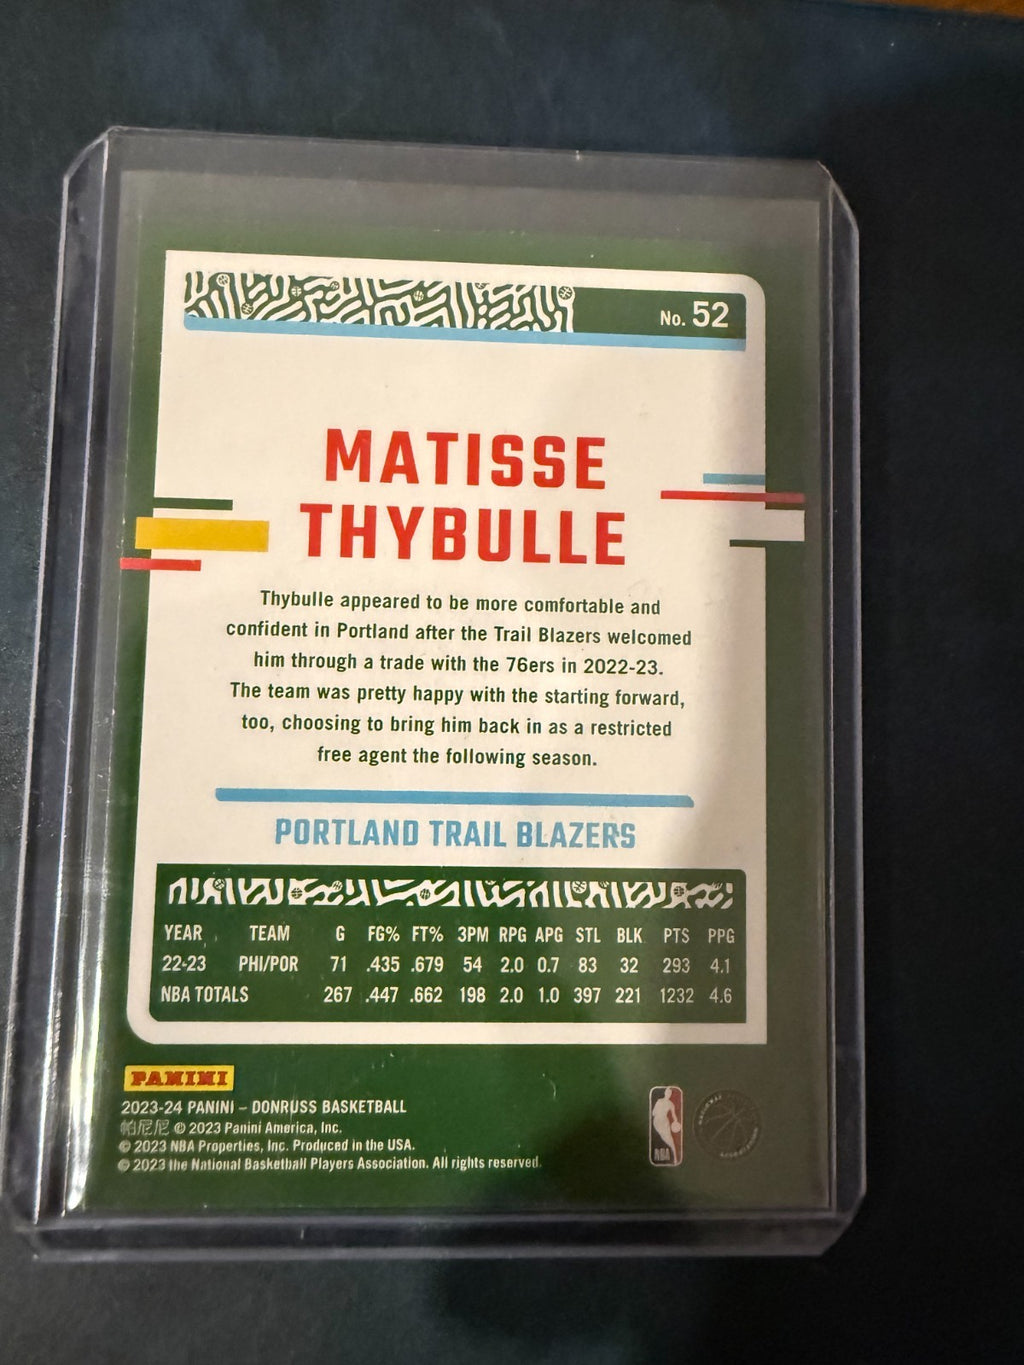 No. 52
MATISSE
THYBULLE
Thybulle appeared to be more comfortable and
confident in Portland after the Trail Blazers welcomed
him through a trade with the 76ers in 2022-23.
The team was pretty happy with the starting forward,
too, choosing to bring him back in as a restricted
free agent the following season.
PORTLAND TRAIL BLAZERS
YEAR TEAM G FG% FT% 3PM RPG APG STL BLK PTS PPG
22-23 PHI/POR 71 .435 .679 54 2.0 0.7 83 32 293 4.1
NBA TOTALS 267 .447 .662 198 2.0 1.0 397 221 1232 4.6
PANINI
2023-24 PANINI – DONRUSS BASKETBALL
帕尼尼 © 2023 Panini America, Inc.
© 2023 NBA Properties, Inc. Produced in the USA.
© 2023 the National Basketball Players Association. All rights reserved.
NBA